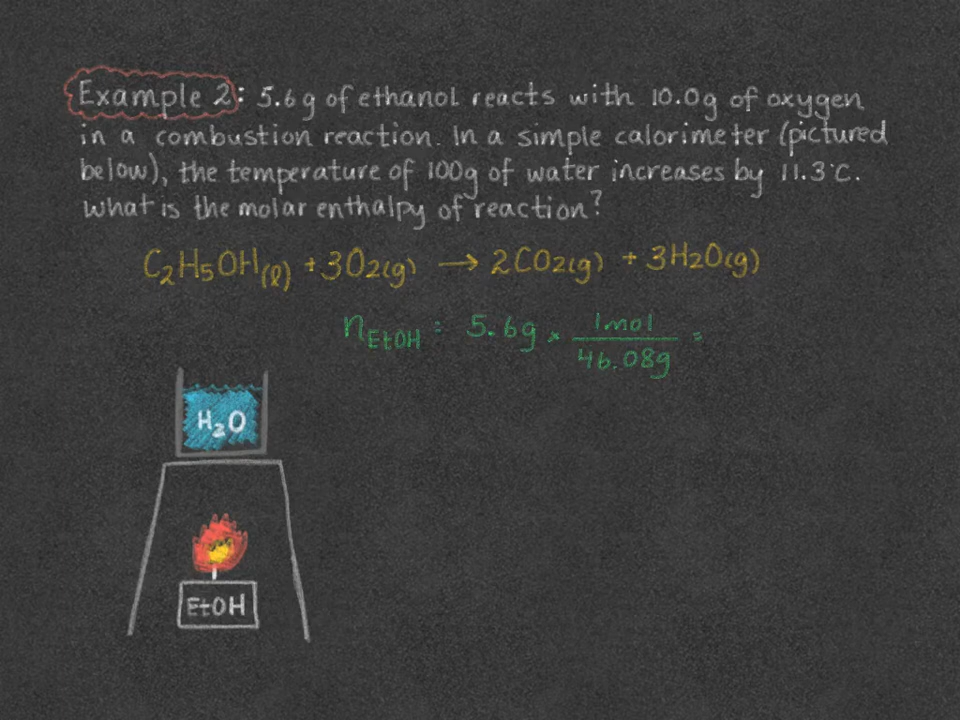 Example 2: 5.6g of ethanol reacts with 10.0g of oxygen
in a combustion reaction. In a simple calorimeter (pictured
below), the temperature of 100g of water increases by 11.3°C.
What is the molar enthalpy of reaction?
C₂H₅OH(l) + 3O₂(g) → 2CO₂(g) + 3H₂O(g)
nEtOH = 5.6g × 1mol / 46.08g =
H₂O
EtOH